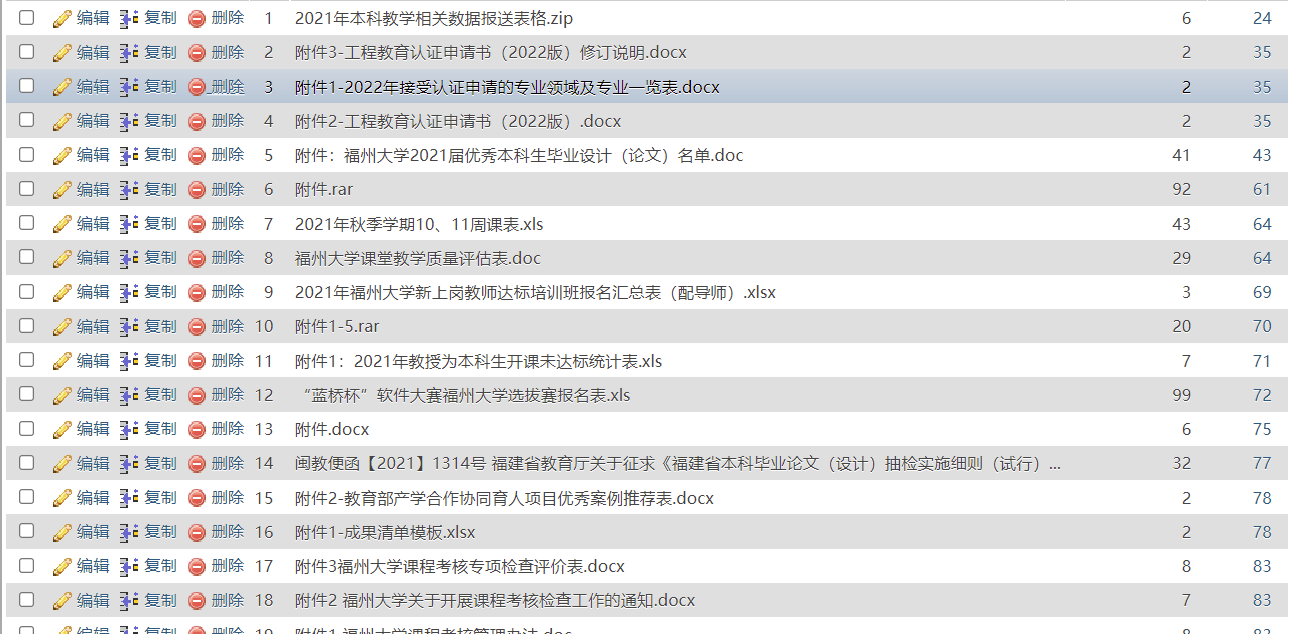 编辑 复制 删除 1 2021年本科教学相关数据报送表格.zip 6 24
编辑 复制 删除 2 附件3-工程教育认证申请书（2022版）修订说明.docx 2 35
编辑 复制 删除 3 附件1-2022年接受认证申请的专业领域及专业一览表.docx 2 35
编辑 复制 删除 4 附件2-工程教育认证申请书（2022版）.docx 2 35
编辑 复制 删除 5 附件：福州大学2021届优秀本科生毕业设计（论文）名单.doc 41 43
编辑 复制 删除 6 附件.rar 92 61
编辑 复制 删除 7 2021年秋季学期10、11周课表.xls 43 64
编辑 复制 删除 8 福州大学课堂教学质量评估表.doc 29 64
编辑 复制 删除 9 2021年福州大学新上岗教师达标培训班报名汇总表（配导师）.xlsx 3 69
编辑 复制 删除 10 附件1-5.rar 20 70
编辑 复制 删除 11 附件1：2021年教授为本科生开课未达标统计表.xls 7 71
编辑 复制 删除 12 “蓝桥杯”软件大赛福州大学选拔赛报名表.xls 99 72
编辑 复制 删除 13 附件.docx 6 75
编辑 复制 删除 14 闽教便函【2021】1314号 福建省教育厅关于征求《福建省本科毕业论文（设计）抽检实施细则（试行）... 32 77
编辑 复制 删除 15 附件2-教育部产学合作协同育人项目优秀案例推荐表.docx 2 78
编辑 复制 删除 16 附件1-成果清单模板.xlsx 2 78
编辑 复制 删除 17 附件3福州大学课程考核专项检查评价表.docx 8 83
编辑 复制 删除 18 附件2 福州大学关于开展课程考核检查工作的通知.docx 7 83
编辑 复制 删除 19 附件1 福州大学课程考核管理办法.doc 8 83